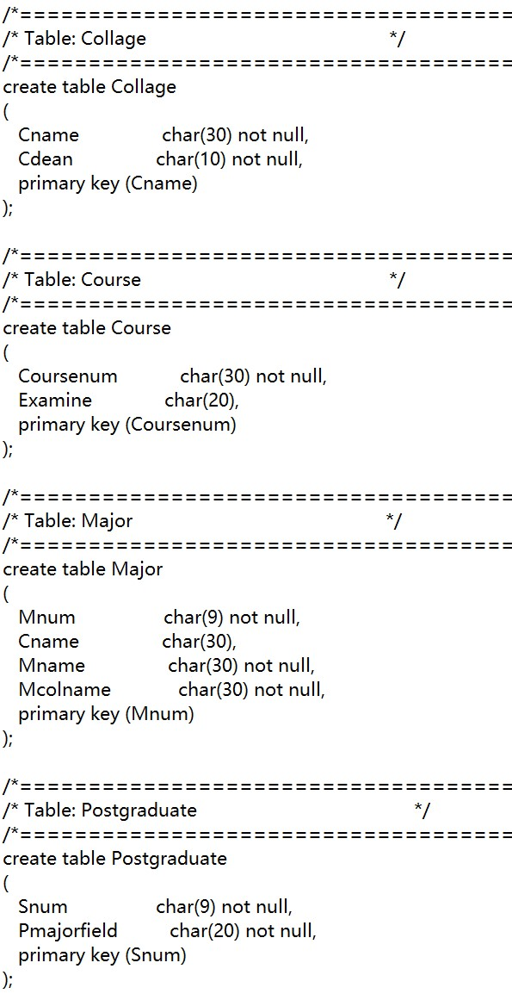 /*====================================
/* Table: Collage */
/*====================================
create table Collage
(
Cname char(30) not null,
Cdean char(10) not null,
primary key (Cname)
);
/*====================================
/* Table: Course */
/*====================================
create table Course
(
Coursenum char(30) not null,
Examine char(20),
primary key (Coursenum)
);
/*====================================
/* Table: Major */
/*====================================
create table Major
(
Mnum char(9) not null,
Cname char(30),
Mname char(30) not null,
Mcolname char(30) not null,
primary key (Mnum)
);
/*====================================
/* Table: Postgraduate */
/*====================================
create table Postgraduate
(
Snum char(9) not null,
Pmajorfield char(20) not null,
primary key (Snum)
);